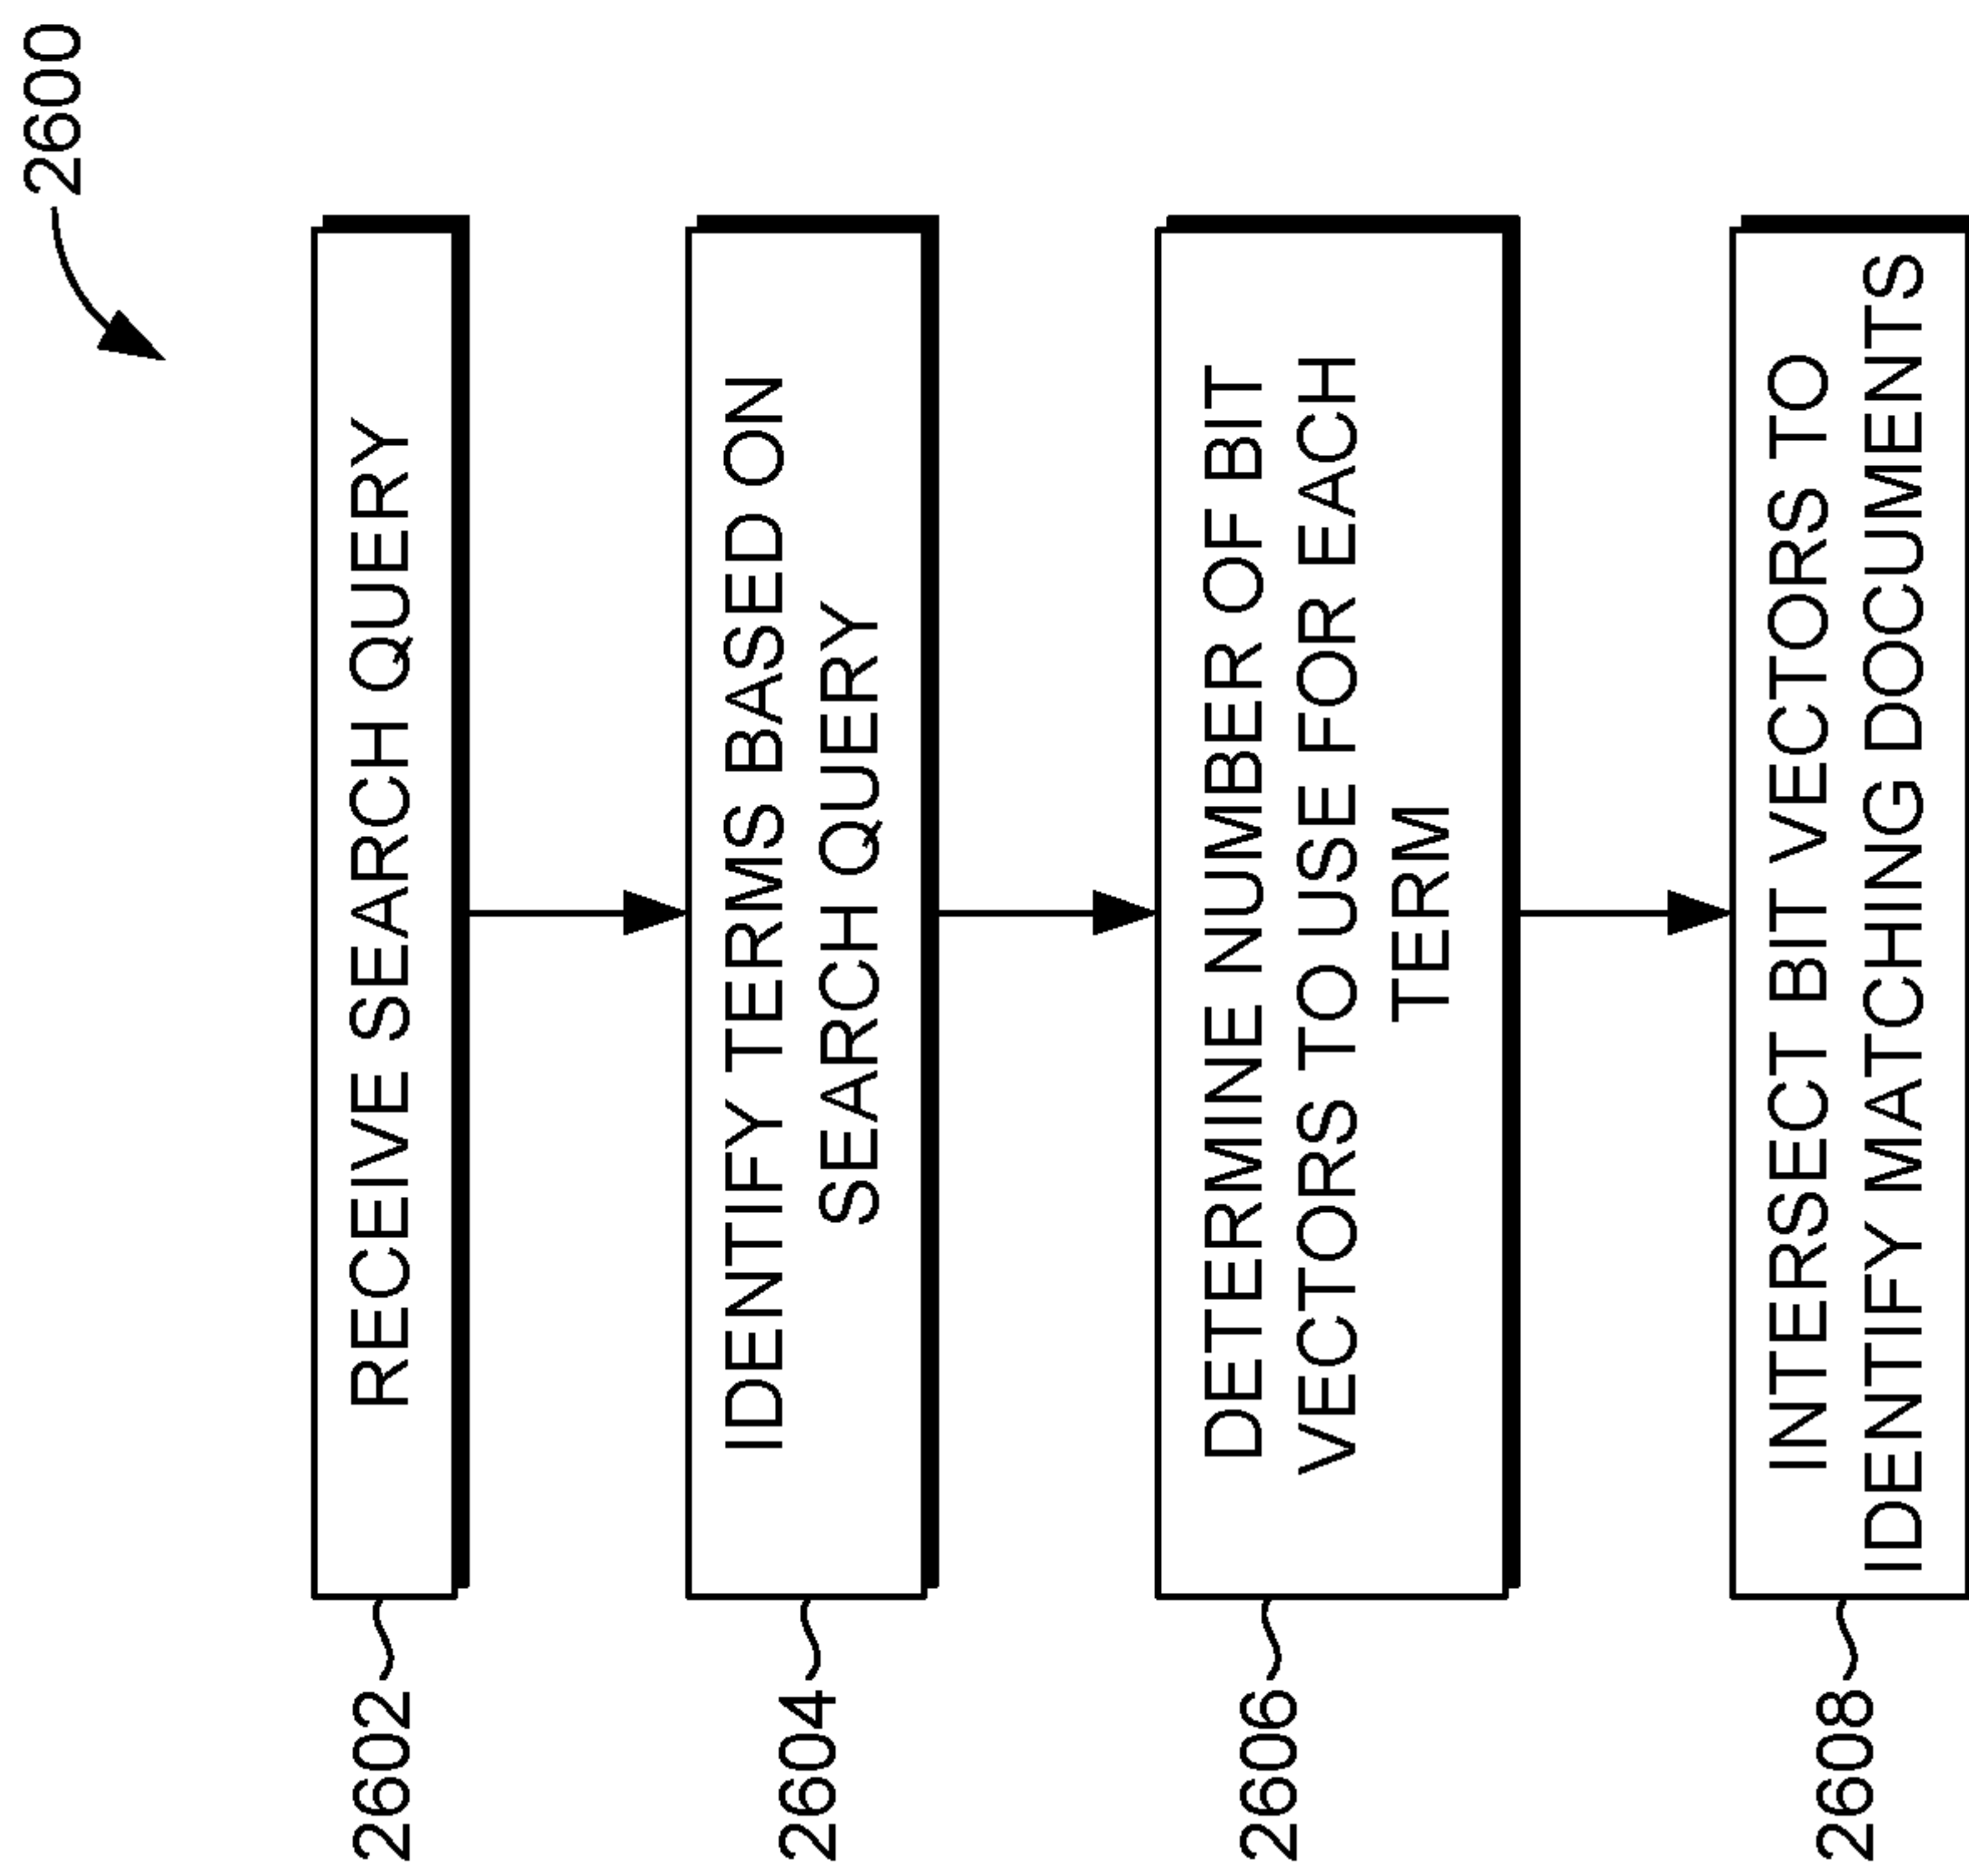 2600
2602
RECEIVE SEARCH QUERY
2604
IDENTIFY TERMS BASED ON
SEARCH QUERY
2606
DETERMINE NUMBER OF BIT
VECTORS TO USE FOR EACH
TERM
2608
INTERSECT BIT VECTORS TO
IDENTIFY MATCHING DOCUMENTS